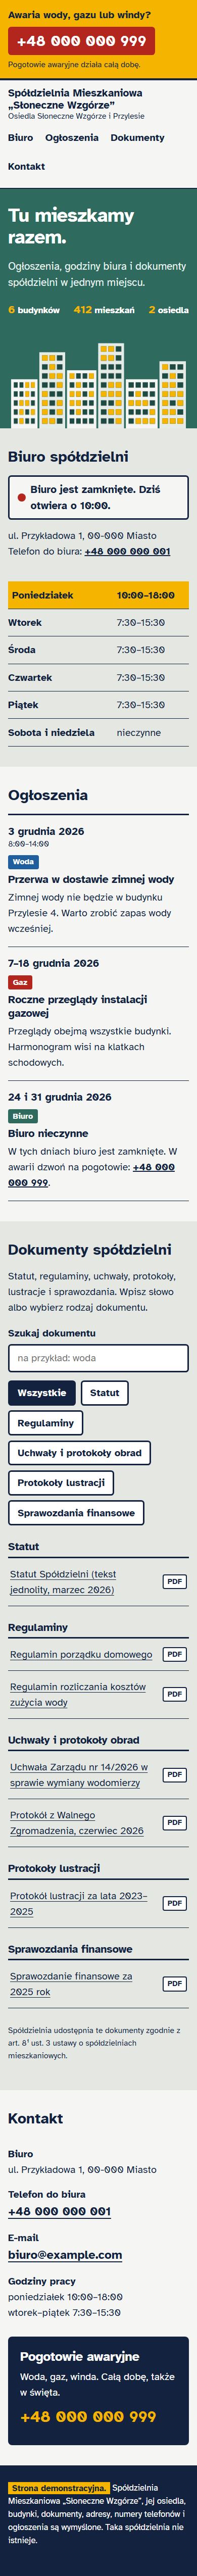 Awaria wody, gazu lub windy?
+48 000 000 999
Pogotowie awaryjne działa całą dobę.
Spółdzielnia Mieszkaniowa
„Słoneczne Wzgórze”
Osiedla Słoneczne Wzgórze i Przylesie
Biuro Ogłoszenia Dokumenty
Kontakt
Tu mieszkamy
razem.
Ogłoszenia, godziny biura i dokumenty
spółdzielni w jednym miejscu.
6 budynków 412 mieszkań 2 osiedla
Biuro spółdzielni
Biuro jest zamknięte. Dziś
otwiera o 10:00.
ul. Przykładowa 1, 00-000 Miasto
Telefon do biura: +48 000 000 001
Poniedziałek 10:00–18:00
Wtorek 7:30–15:30
Środa 7:30–15:30
Czwartek 7:30–15:30
Piątek 7:30–15:30
Sobota i niedziela nieczynne
Ogłoszenia
3 grudnia 2026
8:00–14:00
Woda
Przerwa w dostawie zimnej wody
Zimnej wody nie będzie w budynku
Przylesie 4. Warto zrobić zapas wody
wcześniej.
7–18 grudnia 2026
Gaz
Roczne przeglądy instalacji
gazowej
Przeglądy obejmą wszystkie budynki.
Harmonogram wisi na klatkach
schodowych.
24 i 31 grudnia 2026
Biuro
Biuro nieczynne
W tych dniach biuro jest zamknięte. W
awarii dzwoń na pogotowie: +48 000
000 999.
Dokumenty spółdzielni
Statut, regulaminy, uchwały, protokoły,
lustracje i sprawozdania. Wpisz słowo
albo wybierz rodzaj dokumentu.
Szukaj dokumentu
na przykład: woda
Wszystkie Statut
Regulaminy
Uchwały i protokoły obrad
Protokoły lustracji
Sprawozdania finansowe
Statut
Statut Spółdzielni (tekst
jednolity, marzec 2026) PDF
Regulaminy
Regulamin porządku domowego PDF
Regulamin rozliczania kosztów
zużycia wody PDF
Uchwały i protokoły obrad
Uchwała Zarządu nr 14/2026 w
sprawie wymiany wodomierzy PDF
Protokół z Walnego
Zgromadzenia, czerwiec 2026 PDF
Protokoły lustracji
Protokół lustracji za lata 2023–
2025 PDF
Sprawozdania finansowe
Sprawozdanie finansowe za
2025 rok PDF
Spółdzielnia udostępnia te dokumenty zgodnie z
art. 8¹ ust. 3 ustawy o spółdzielniach
mieszkaniowych.
Kontakt
Biuro
ul. Przykładowa 1, 00-000 Miasto
Telefon do biura
+48 000 000 001
E-mail
biuro@example.com
Godziny pracy
poniedziałek 10:00–18:00
wtorek–piątek 7:30–15:30
Pogotowie awaryjne
Woda, gaz, winda. Całą dobę, także
w święta.
+48 000 000 999
Strona demonstracyjna. Spółdzielnia
Mieszkaniowa „Słoneczne Wzgórze”, jej osiedla,
budynki, dokumenty, adresy, numery telefonów i
ogłoszenia są wymyślone. Taka spółdzielnia nie
istnieje.